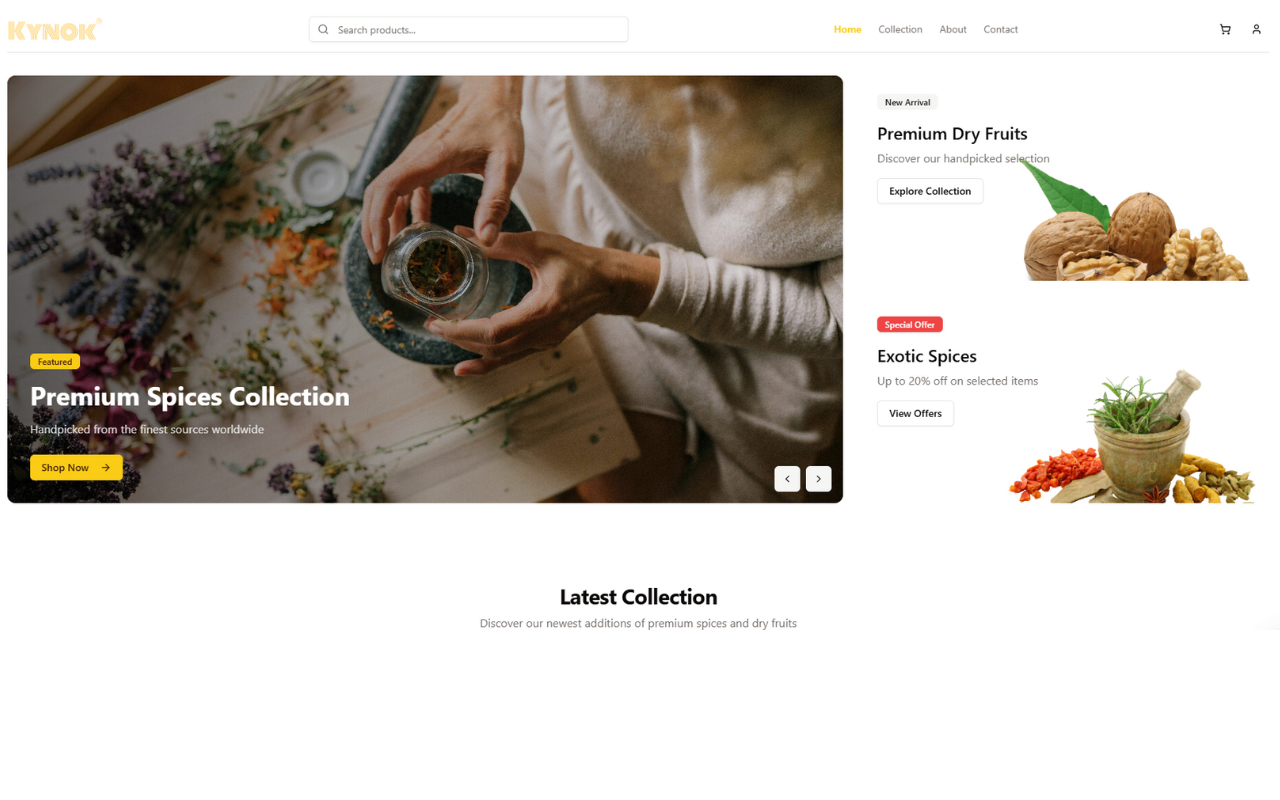 KYNOK®
Search products...
Home
Collection
About
Contact
Featured
Premium Spices Collection
Handpicked from the finest sources worldwide
Shop Now
New Arrival
Premium Dry Fruits
Discover our handpicked selection
Explore Collection
Special Offer
Exotic Spices
Up to 20% off on selected items
View Offers
Latest Collection
Discover our newest additions of premium spices and dry fruits